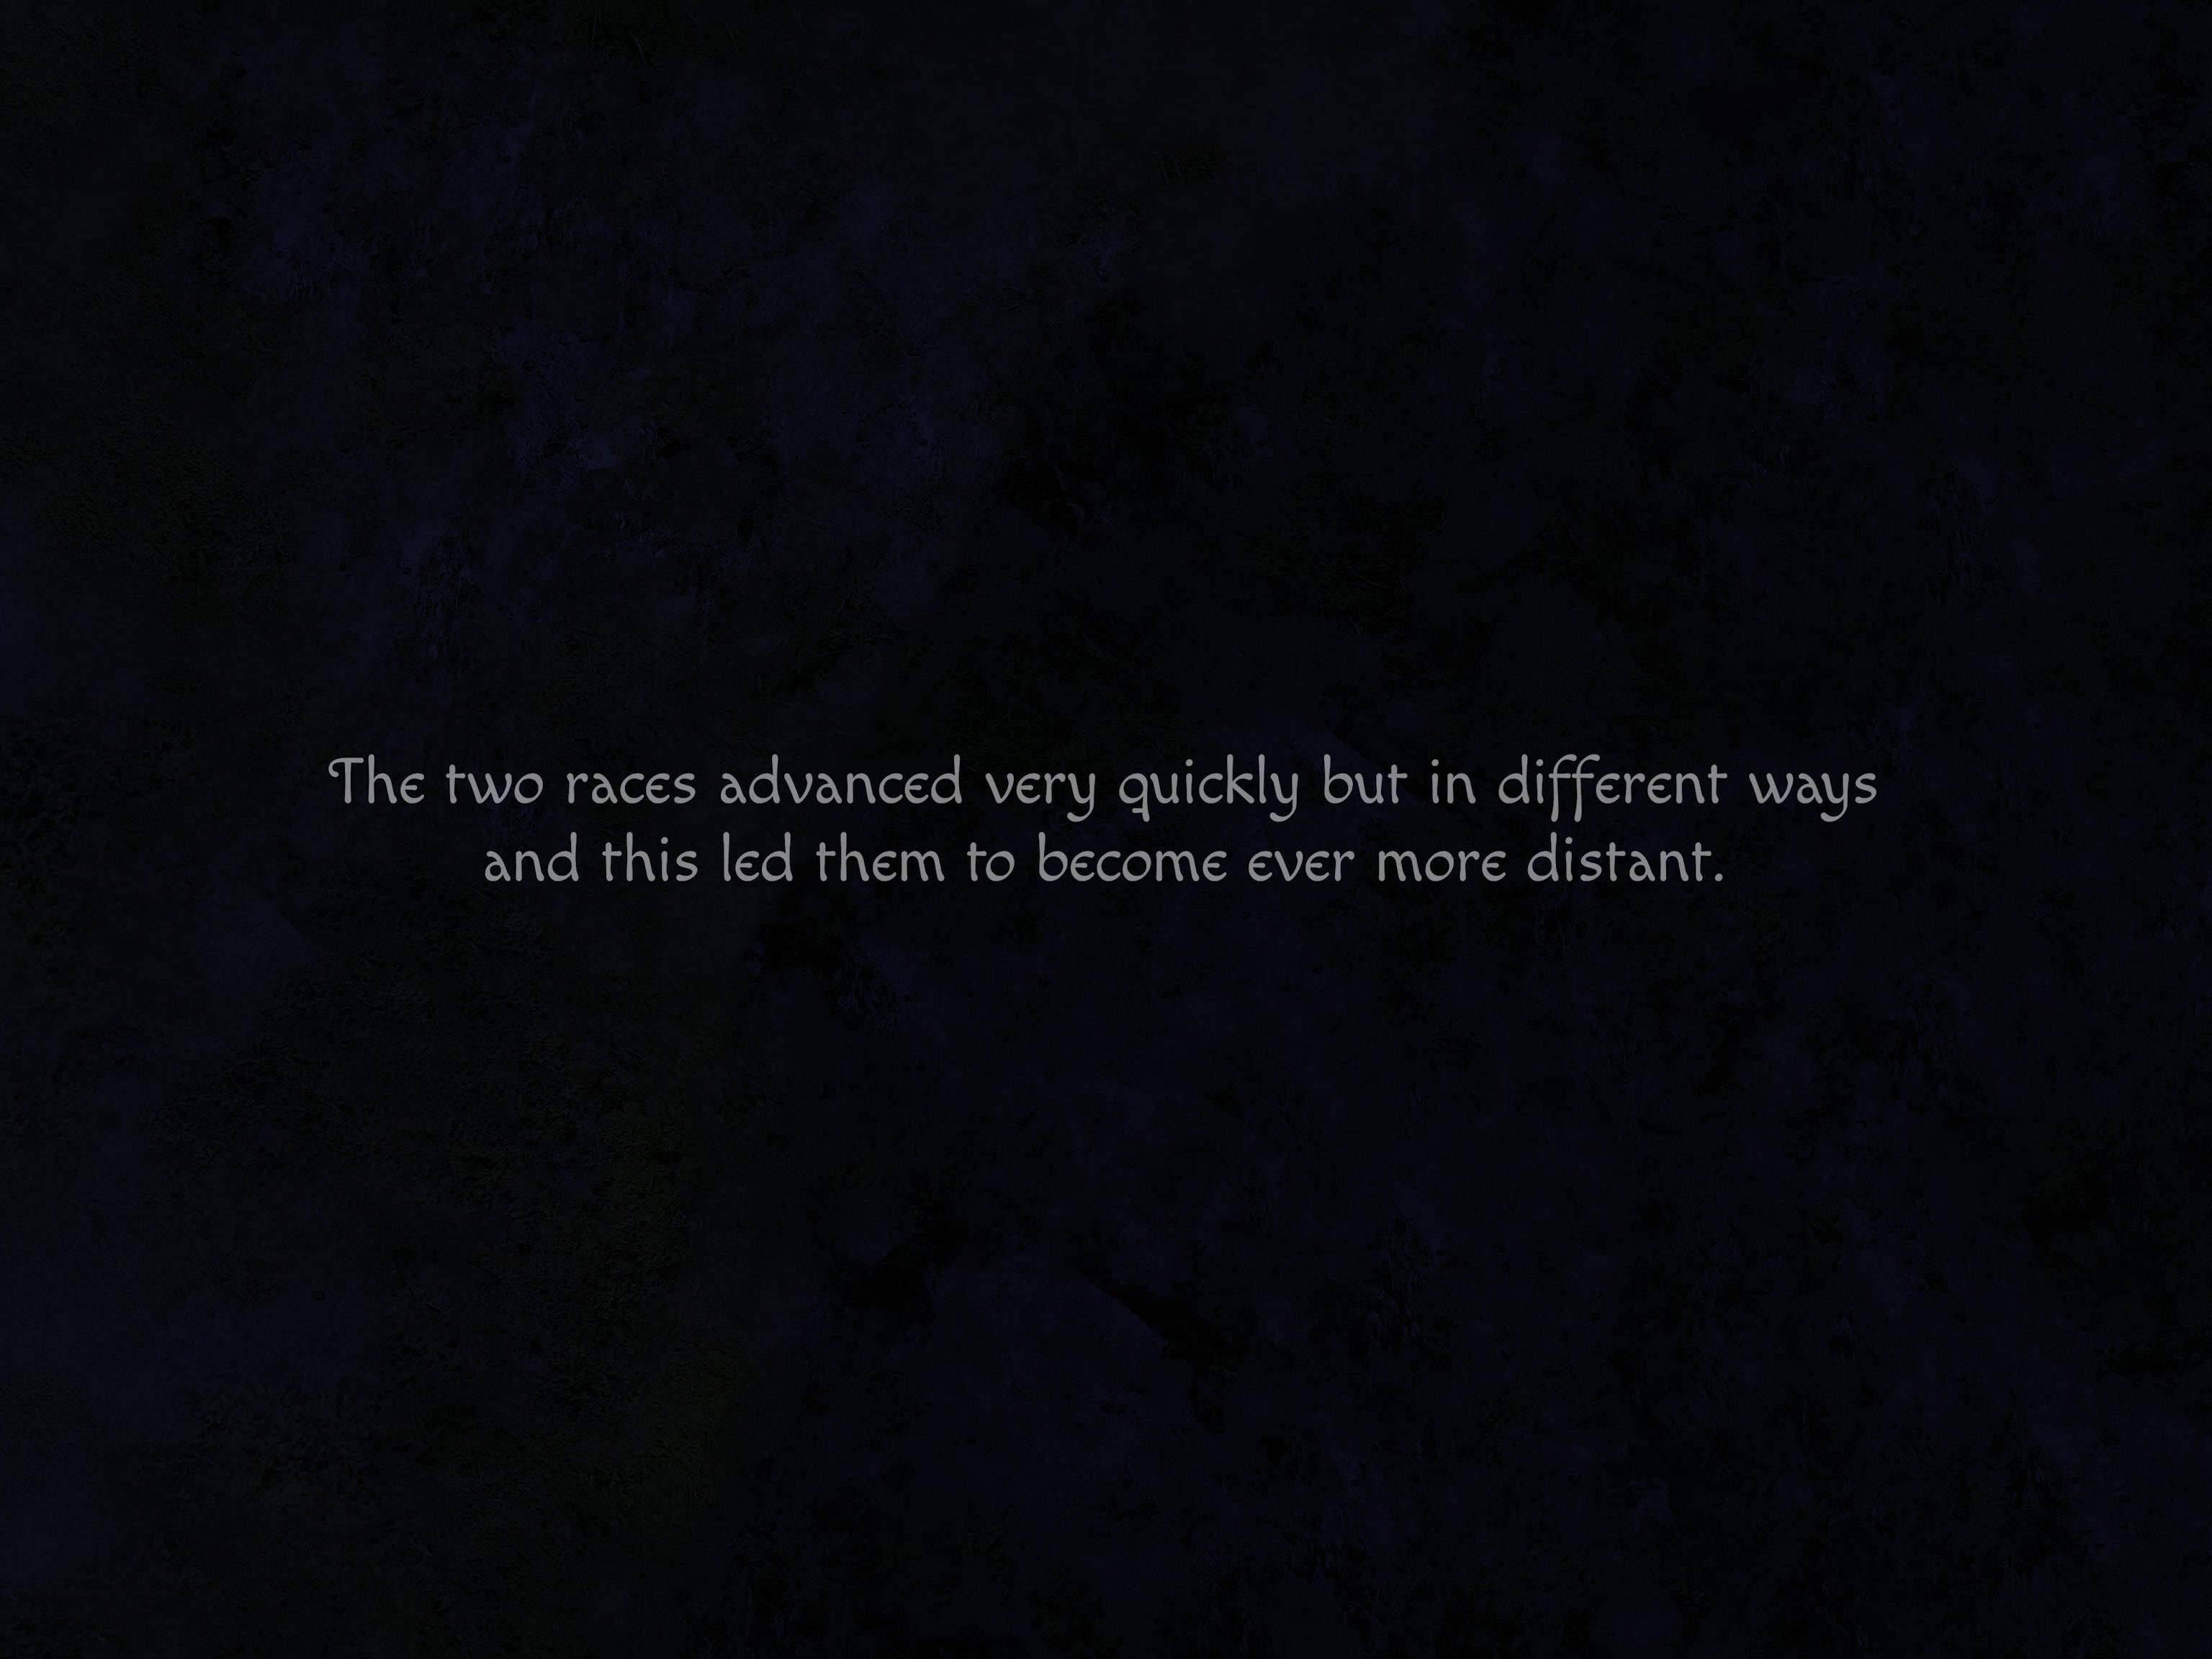 The two races advanced very quickly but in different ways
and this led them to become ever more distant.